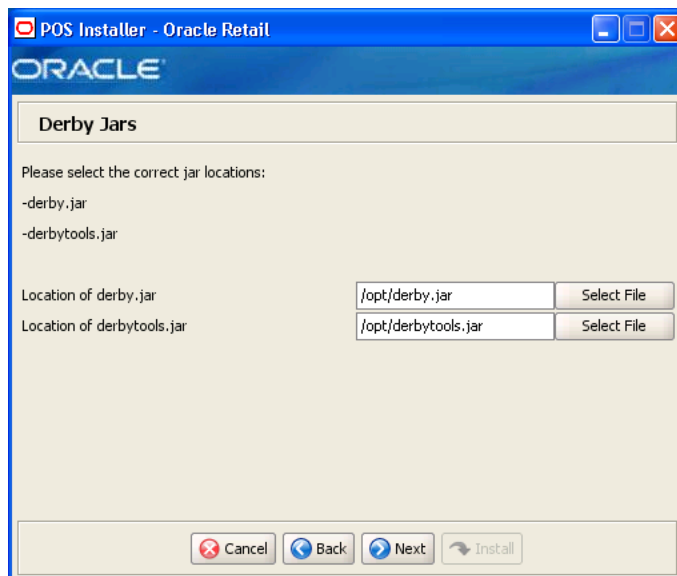 POS Installer - Oracle Retail
ORACLE
Derby Jars
Please select the correct jar locations:
-derby.jar
-derbytools.jar
Location of derby.jar /opt/derby.jar Select File
Location of derbytools.jar /opt/derbytools.jar Select File
Cancel Back Next Install